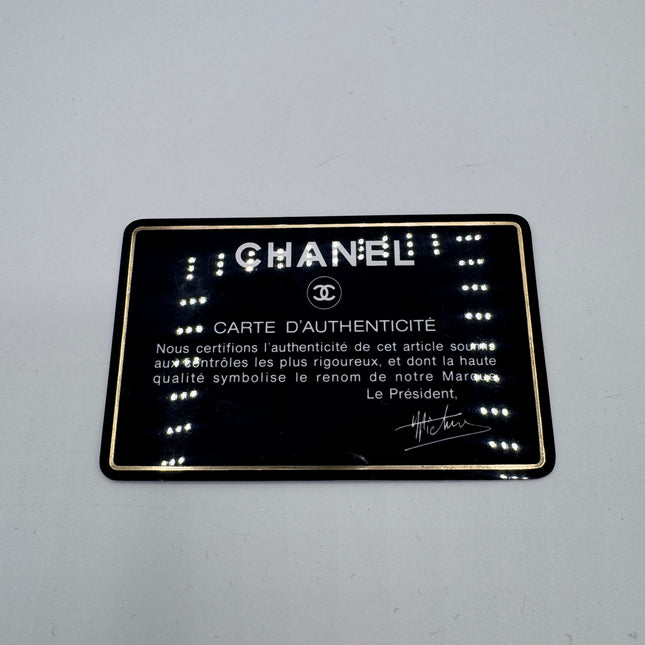 CHANEL
CARTE D'AUTHENTICITÉ
Nous certifions l'authenticité de cet article soumis
aux contrôles les plus rigoureux, et dont la haute
qualité symbolise le renom de notre Marque
Le Président,